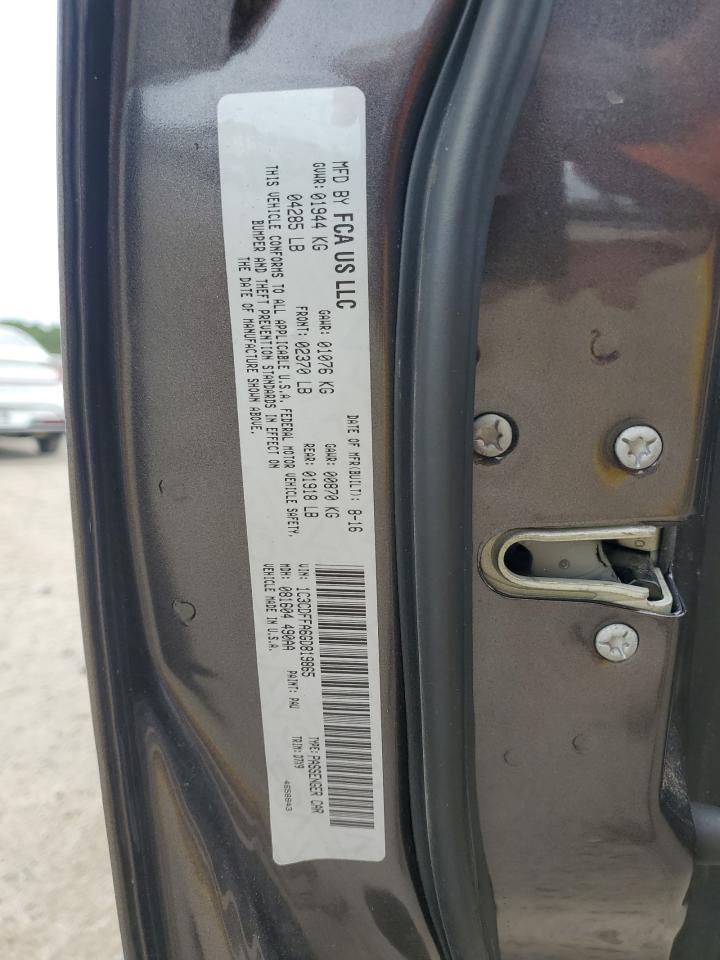 MFD BY FCA US LLC
DATE OF MFR(BUILT): 8-16
GVWR: 01944 KG GAWR: 01076 KG GAWR: 00870 KG
04285 LB FRONT: 02370 LB REAR: 01918 LB
THIS VEHICLE CONFORMS TO ALL APPLICABLE U.S.A. FEDERAL MOTOR VEHICLE SAFETY,
BUMPER AND THEFT PREVENTION STANDARDS IN EFFECT ON
THE DATE OF MANUFACTURE SHOWN ABOVE.
VIN: 1C3CDFFA6GD819865
TYPE: PASSENGER CAR
MDH: 081604 490AA
PAINT: PAU
TRIM: D7X9
VEHICLE MADE IN U.S.A.
4658843